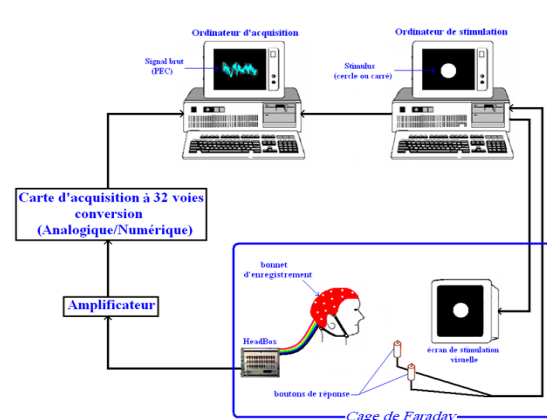 Ordinateur d'acquisition
Ordinateur de stimulation
Signal brut
(PEC)
Stimulus
(cercle ou carré)
Carte d'acquisition à 32 voies
conversion
(Analogique/Numérique)
Amplificateur
bonnet
d'enregistrement
HeadBox
écran de stimulation
visuelle
boutons de réponse
Cage de Faraday